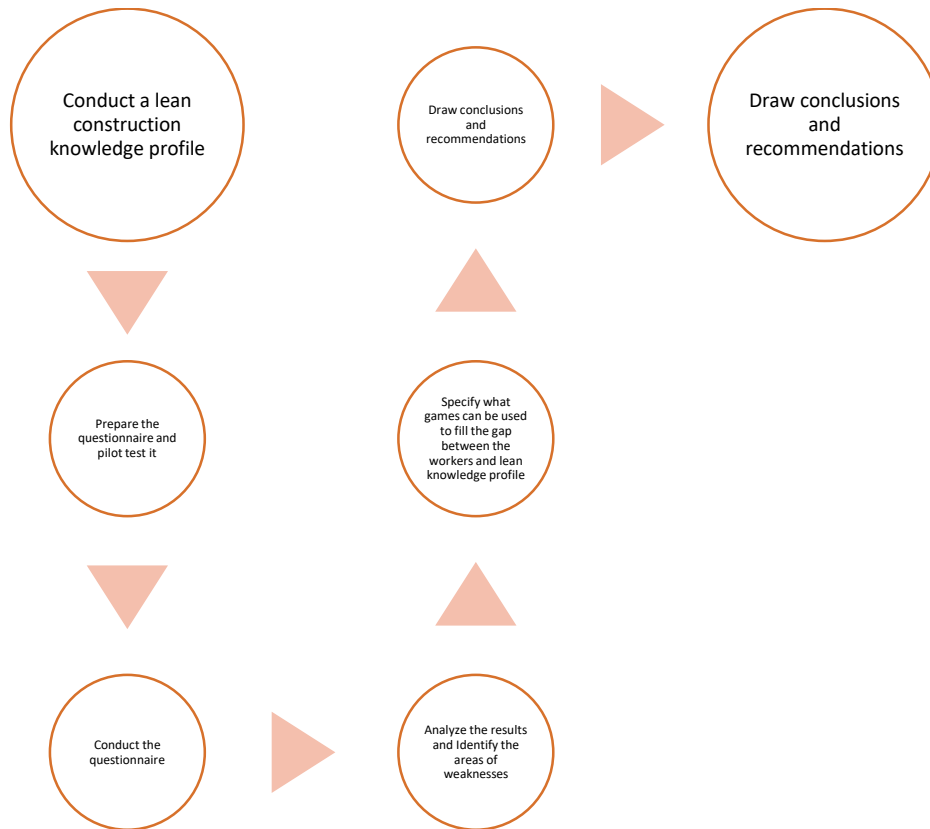 Conduct a lean
construction
knowledge profile
Prepare the
questionnaire and
pilot test it
Conduct the
questionnaire
Analyze the results
and Identify the
areas of
weaknesses
Specify what
games can be used
to fill the gap
between the
workers and lean
knowledge profile
Draw conclusions
and
recommendations
Draw conclusions
and
recommendations